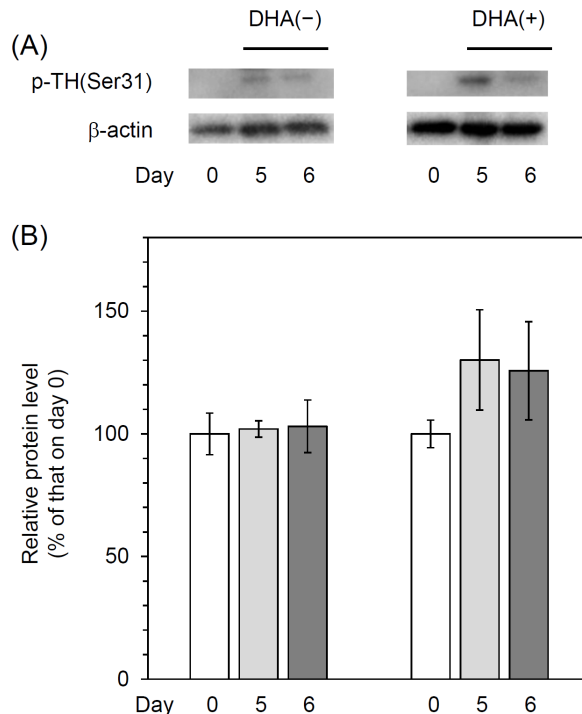 (A)
DHA(−) DHA(+)
p-TH(Ser31)
β-actin
Day 0 5 6 0 5 6
(B)
Relative protein level
(% of that on day 0)
150
100
50
0
Day 0 5 6 0 5 6